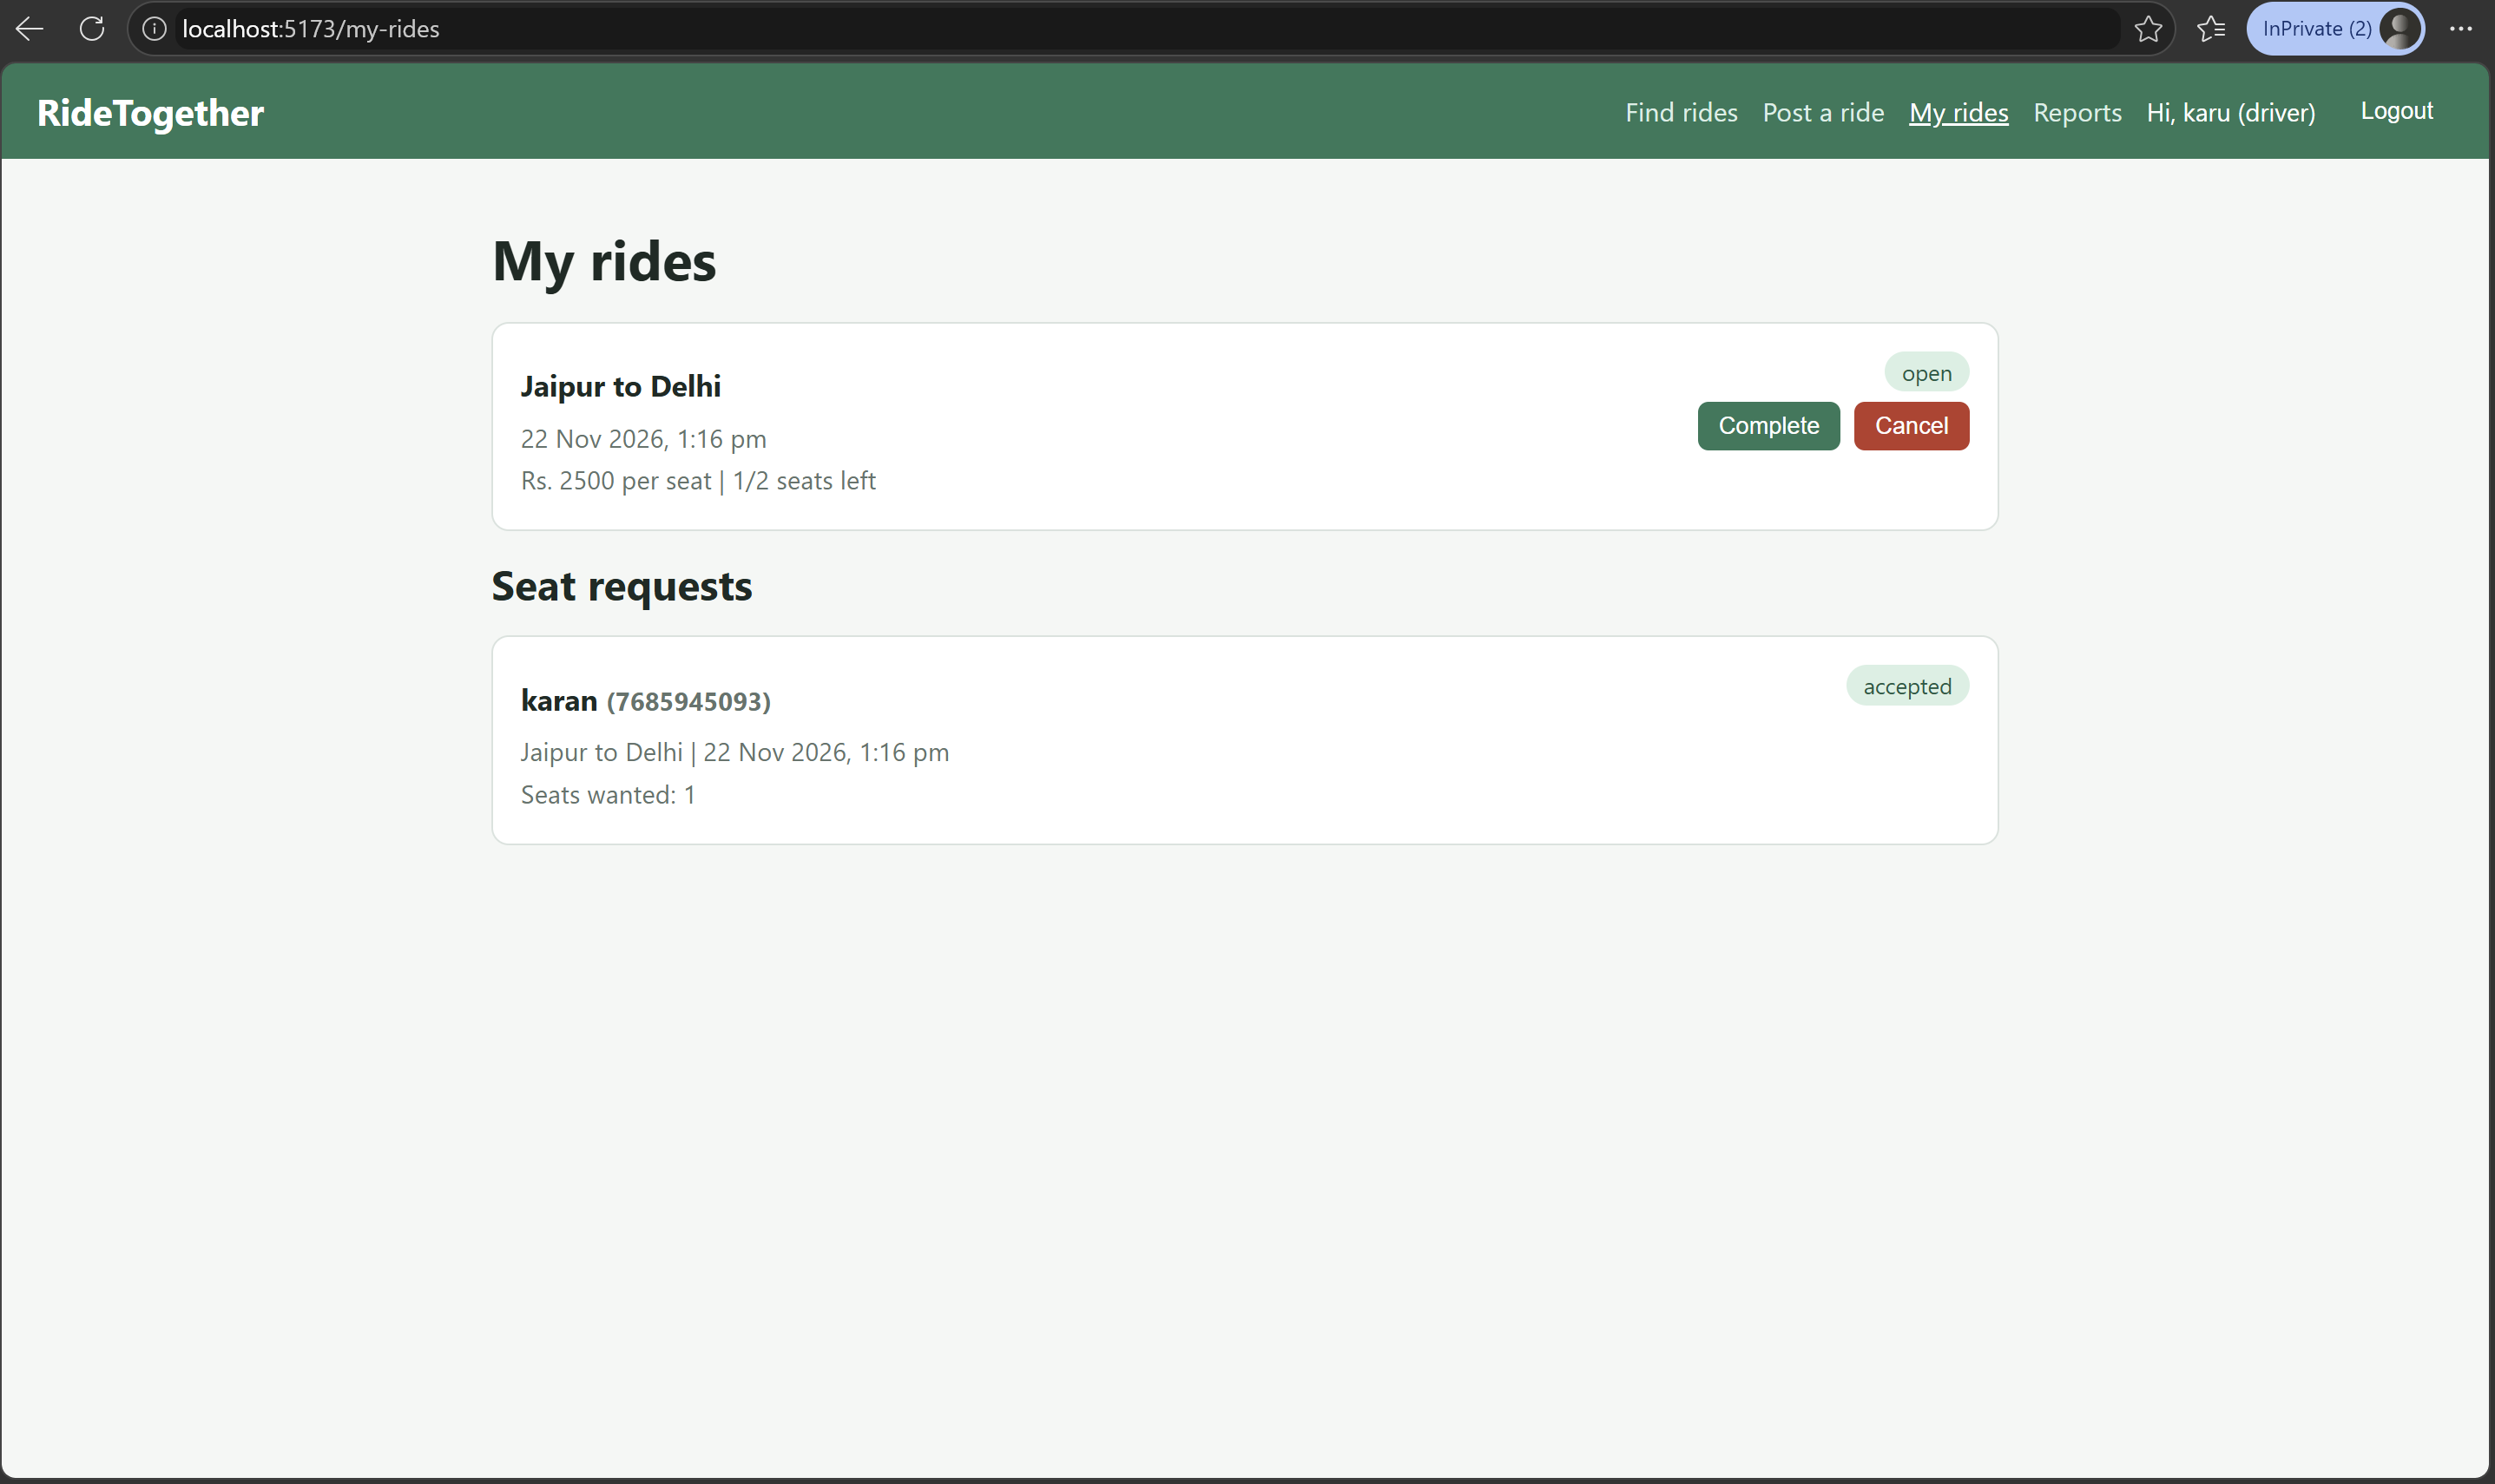 localhost:5173/my-rides
InPrivate (2)
RideTogether
Find rides Post a ride My rides Reports Hi, karu (driver) Logout
My rides
open
Jaipur to Delhi
Complete Cancel
22 Nov 2026, 1:16 pm
Rs. 2500 per seat | 1/2 seats left
Seat requests
accepted
karan (7685945093)
Jaipur to Delhi | 22 Nov 2026, 1:16 pm
Seats wanted: 1